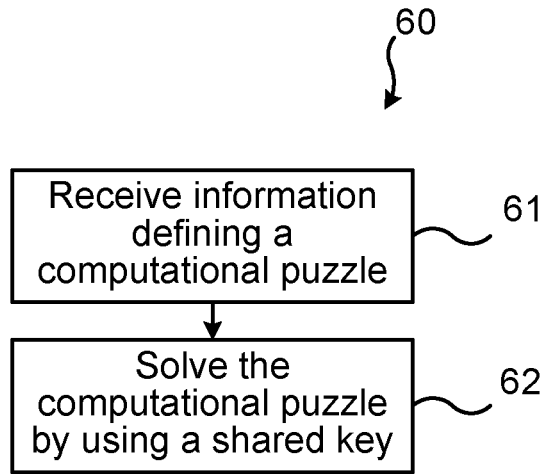 60
Receive information
defining a
computational puzzle
61
Solve the
computational puzzle
by using a shared key
62